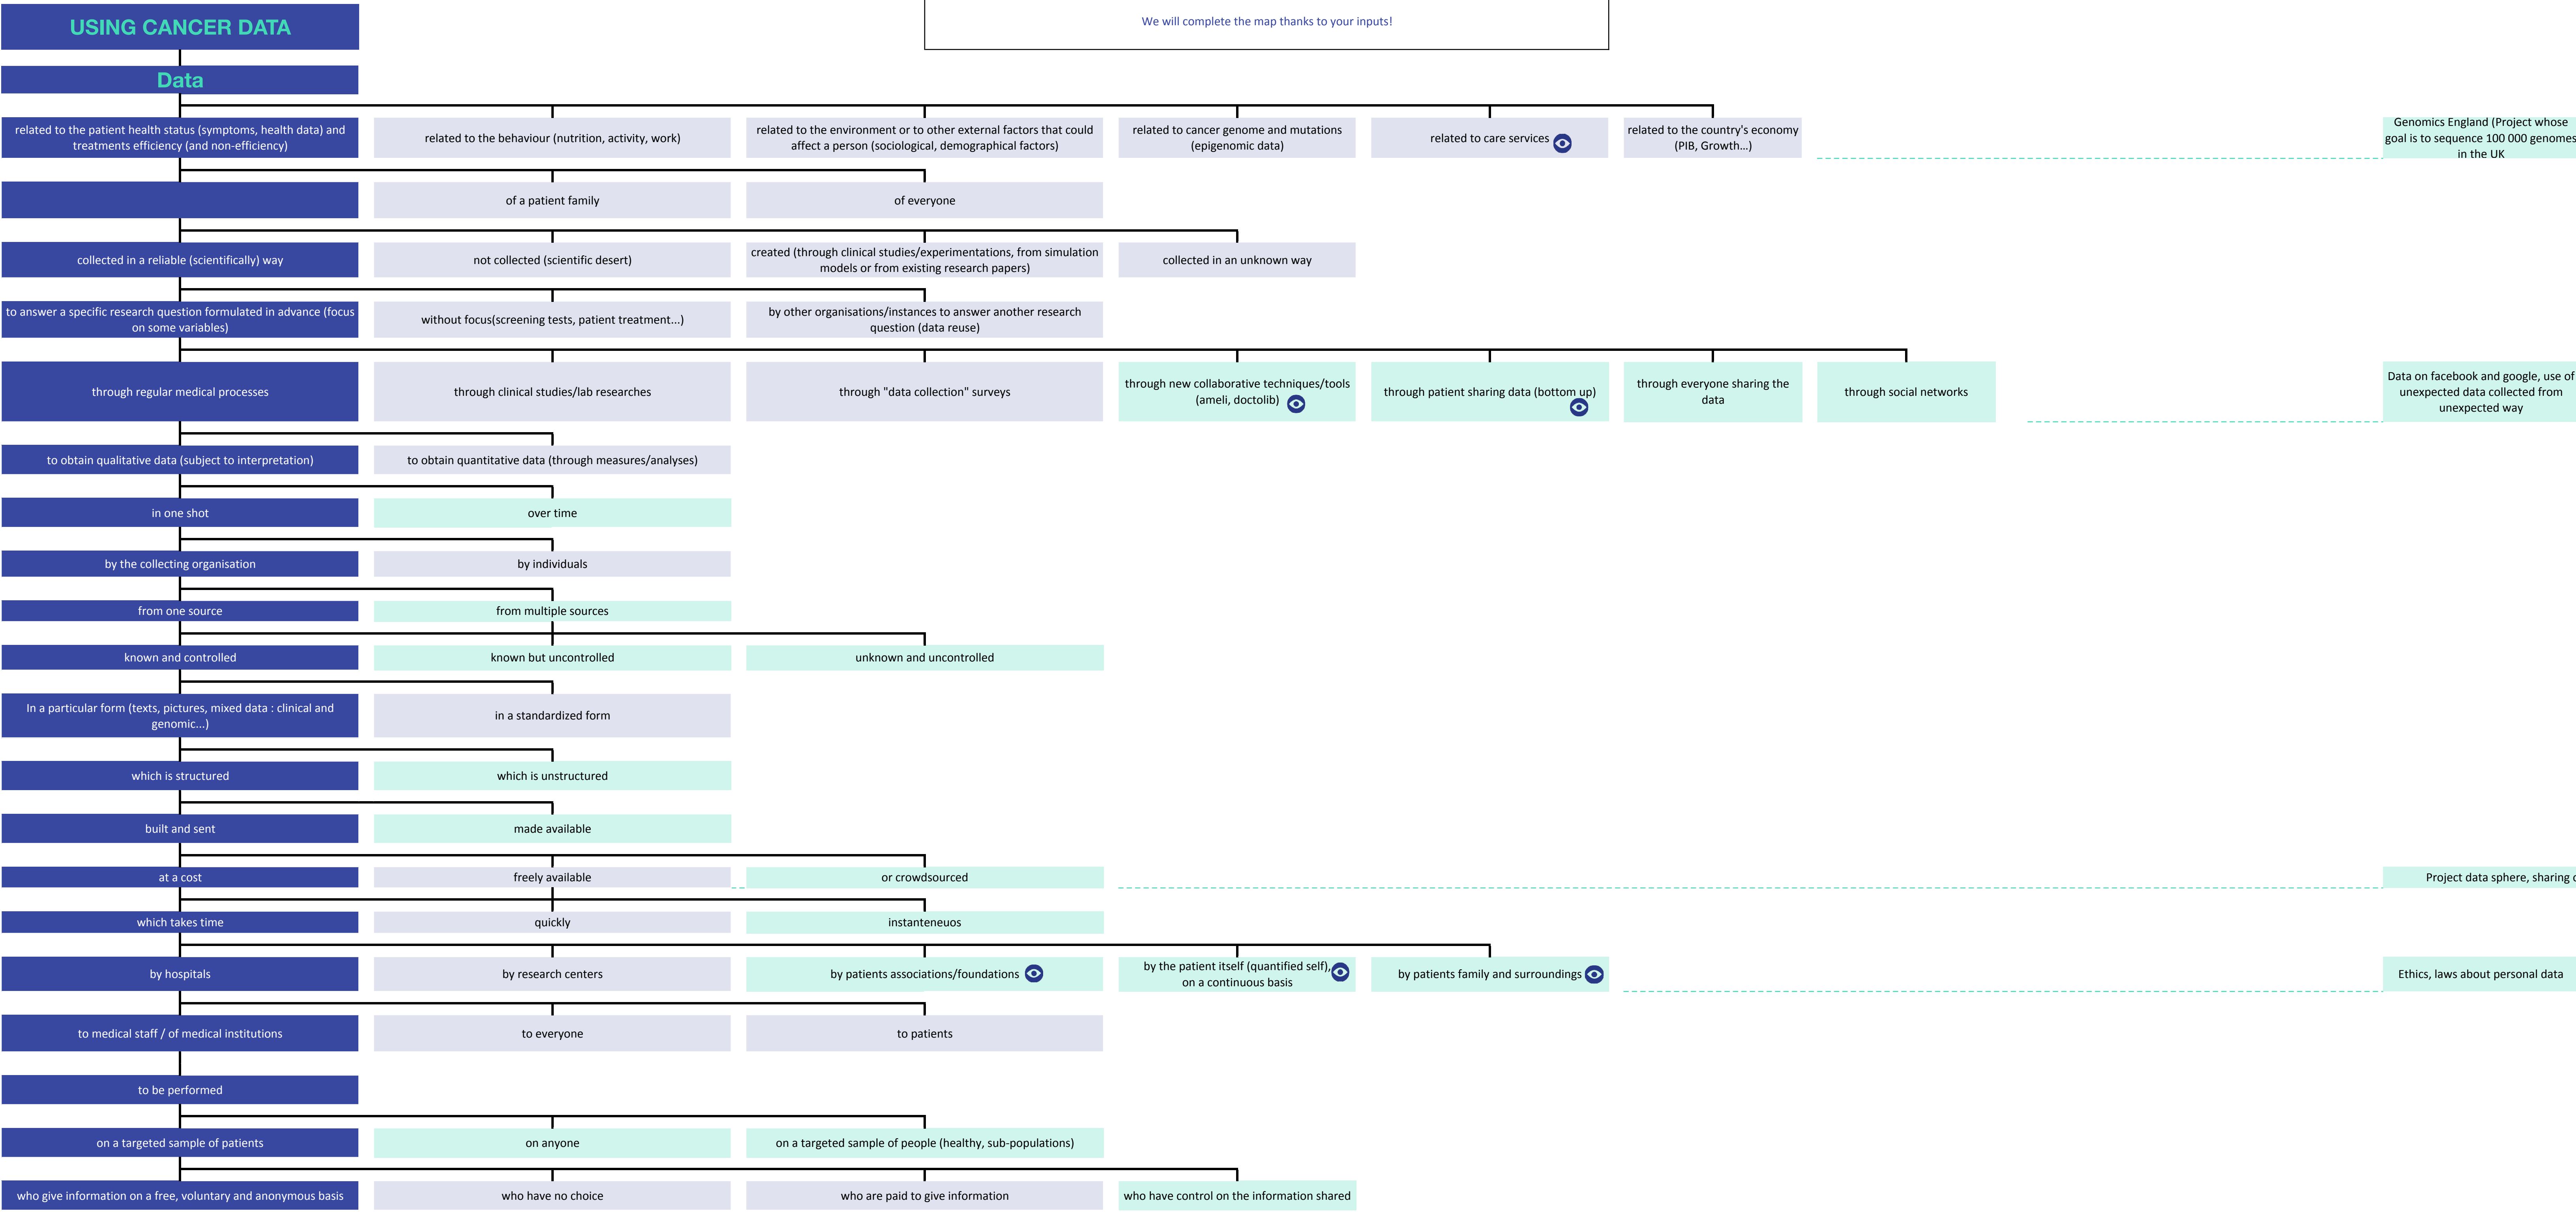 USING CANCER DATA
We will complete the map thanks to your inputs!
Data
related to the patient health status (symptoms, health data) and
treatments efficiency (and non-efficiency)
related to the behaviour (nutrition, activity, work)
related to the environment or to other external factors that could
affect a person (sociological, demographical factors)
related to cancer genome and mutations
(epigenomic data)
related to care services
related to the country's economy
(PIB, Growth...)
Genomics England (Project whose
goal is to sequence 100 000 genomes
in the UK
of a patient family
of everyone
collected in a reliable (scientifically) way
not collected (scientific desert)
created (through clinical studies/experimentations, from simulation
models or from existing research papers)
collected in an unknown way
to answer a specific research question formulated in advance (focus
on some variables)
without focus(screening tests, patient treatment...)
by other organisations/instances to answer another research
question (data reuse)
through regular medical processes
through clinical studies/lab researches
through "data collection" surveys
through new collaborative techniques/tools
(ameli, doctolib)
through patient sharing data (bottom up)
through everyone sharing the
data
through social networks
Data on facebook and google, use of
unexpected data collected from
unexpected way
to obtain qualitative data (subject to interpretation)
to obtain quantitative data (through measures/analyses)
in one shot
over time
by the collecting organisation
by individuals
from one source
from multiple sources
known and controlled
known but uncontrolled
unknown and uncontrolled
In a particular form (texts, pictures, mixed data : clinical and
genomic...)
in a standardized form
which is structured
which is unstructured
built and sent
made available
at a cost
freely available
or crowdsourced
Project data sphere, sharing
which takes time
quickly
instanteneuos
by hospitals
by research centers
by patients associations/foundations
by the patient itself (quantified self),
on a continuous basis
by patients family and surroundings
Ethics, laws about personal data
to medical staff / of medical institutions
to everyone
to patients
to be performed
on a targeted sample of patients
on anyone
on a targeted sample of people (healthy, sub-populations)
who give information on a free, voluntary and anonymous basis
who have no choice
who are paid to give information
who have control on the information shared